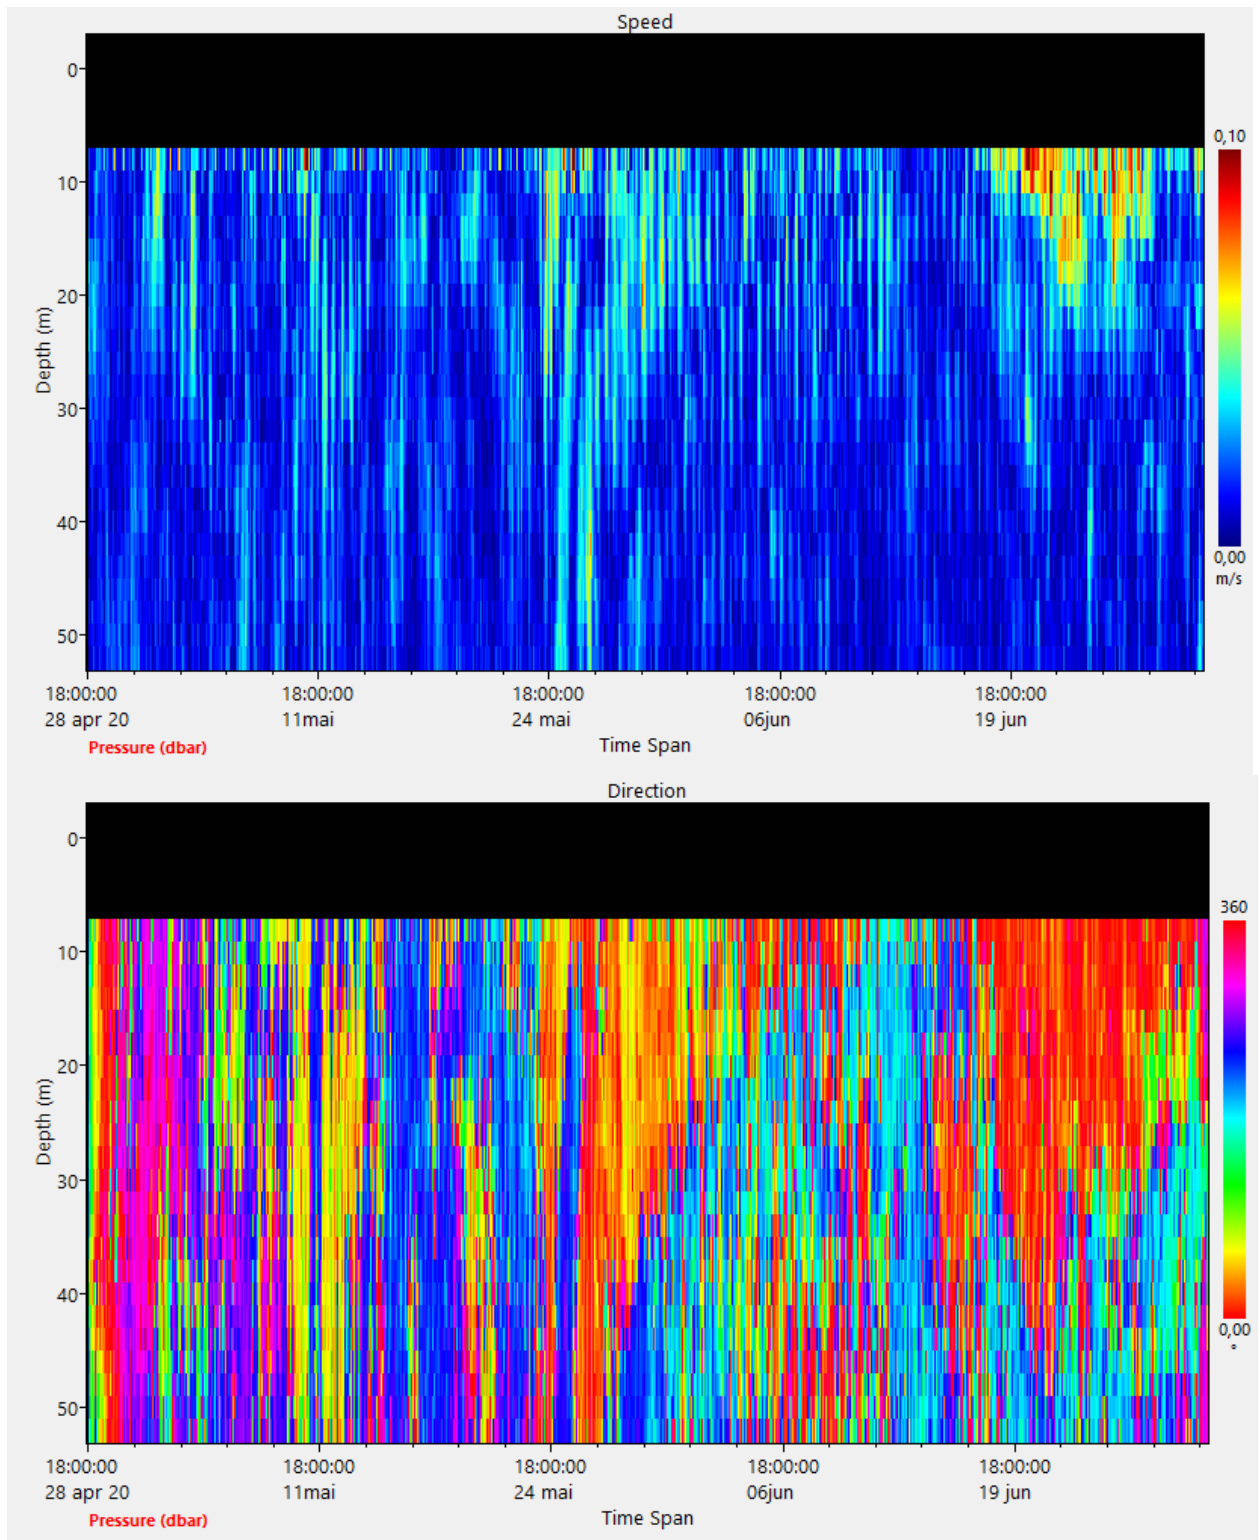 Speed
0
10
20
30
40
50
Depth (m)
0,10
0,00
m/s
18:00:00 18:00:00 18:00:00 18:00:00 18:00:00
28 apr 20 11mai 24 mai 06jun 19 jun
Pressure (dbar)
Time Span
Direction
0
10
20
30
40
50
Depth (m)
360
0,00
°
18:00:00 18:00:00 18:00:00 18:00:00 18:00:00
28 apr 20 11mai 24 mai 06jun 19 jun
Pressure (dbar)
Time Span